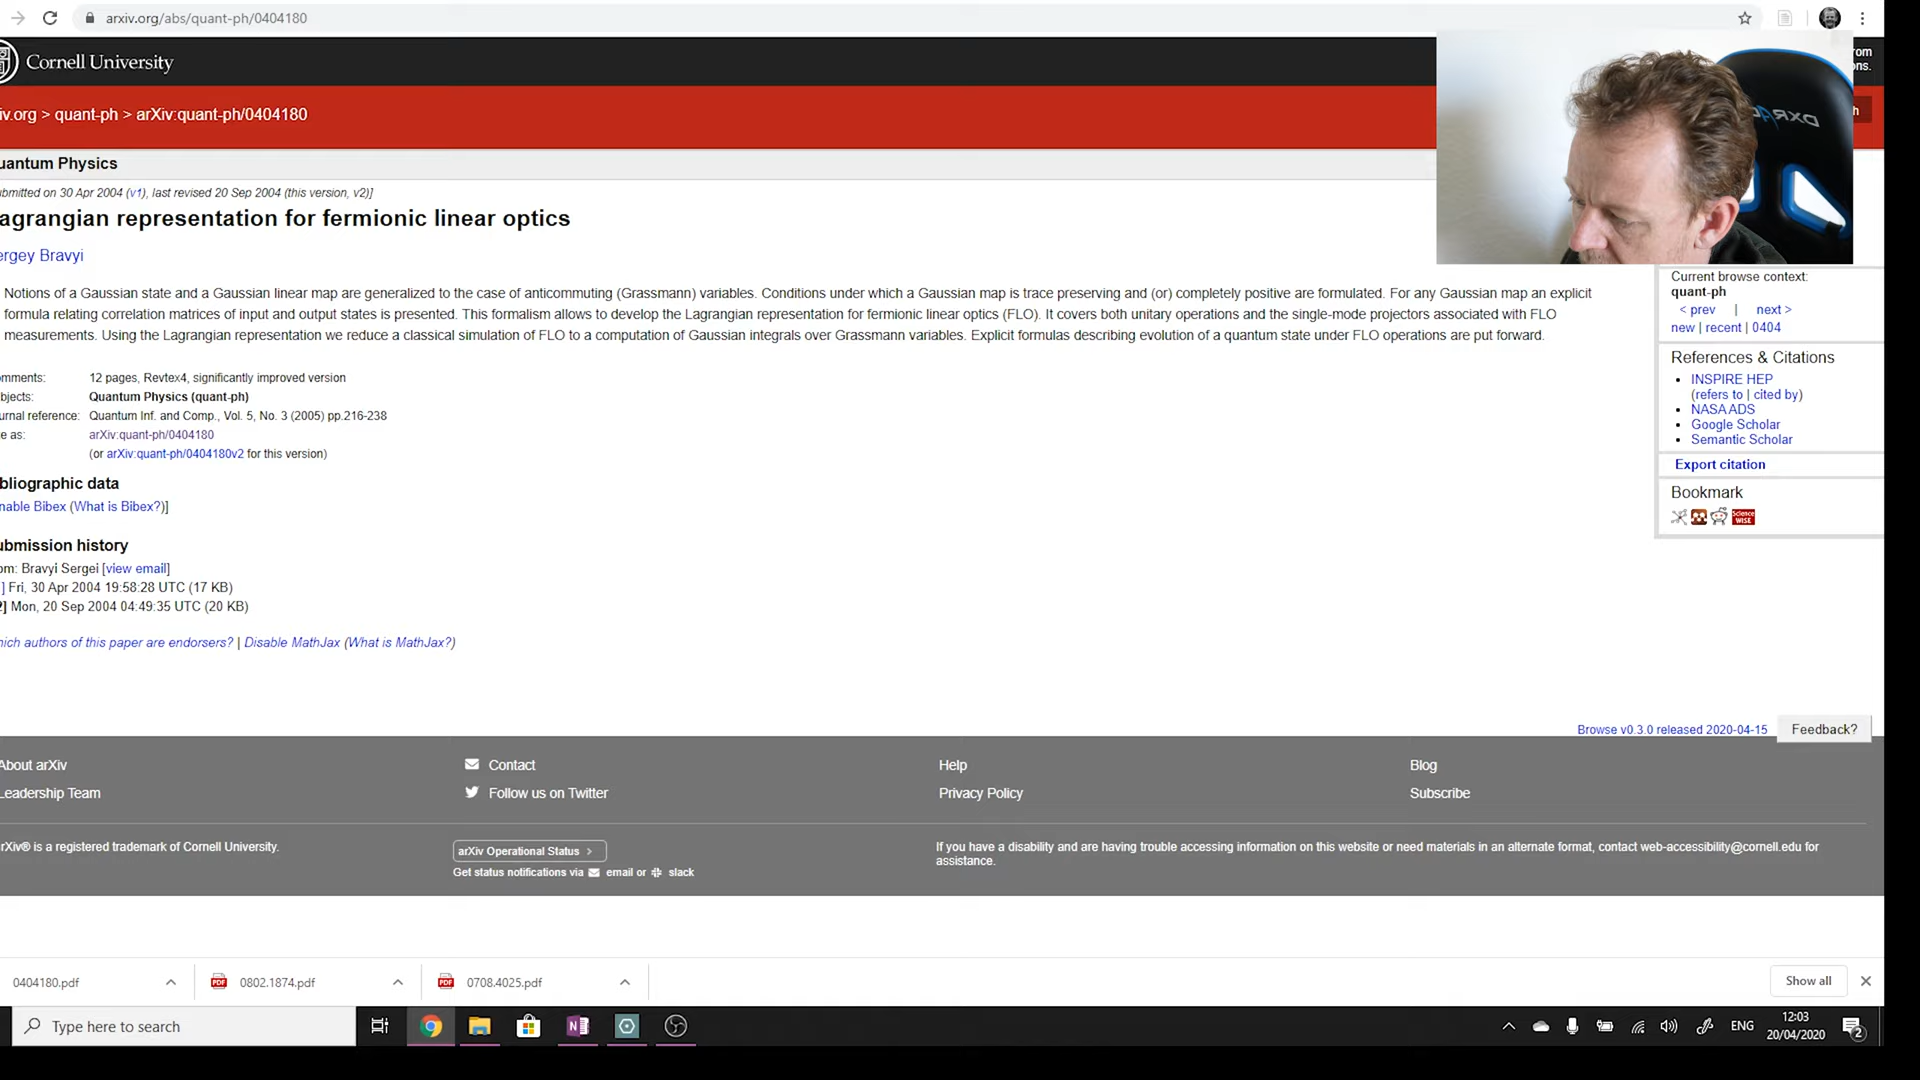 arxiv.org/abs/quant-ph/0404180
Cornell University
om
ns.
iv.org > quant-ph > arXiv:quant-ph/0404180
h
uantum Physics
bmitted on 30 Apr 2004 (v1), last revised 20 Sep 2004 (this version, v2)]
agrangian representation for fermionic linear optics
ergey Bravyi
DXRA
Notions of a Gaussian state and a Gaussian linear map are generalized to the case of anticommuting (Grassmann) variables. Conditions under which a Gaussian map is trace preserving and (or) completely positive are formulated. For any Gaussian map an explicit
formula relating correlation matrices of input and output states is presented. This formalism allows to develop the Lagrangian representation for fermionic linear optics (FLO). It covers both unitary operations and the single-mode projectors associated with FLO
measurements. Using the Lagrangian representation we reduce a classical simulation of FLO to a computation of Gaussian integrals over Grassmann variables. Explicit formulas describing evolution of a quantum state under FLO operations are put forward.
mments: 12 pages, Revtex4, significantly improved version
bjects: Quantum Physics (quant-ph)
urnal reference: Quantum Inf. and Comp., Vol. 5, No. 3 (2005) pp.216-238
e as: arXiv:quant-ph/0404180
(or arXiv:quant-ph/0404180v2 for this version)
bliographic data
nable Bibex (What is Bibex?)]
ubmission history
om: Bravyi Sergei [view email]
] Fri, 30 Apr 2004 19:58:28 UTC (17 KB)
2] Mon, 20 Sep 2004 04:49:35 UTC (20 KB)
hich authors of this paper are endorsers? | Disable MathJax (What is MathJax?)
Current browse context:
quant-ph
< prev | next >
new | recent | 0404
References & Citations
INSPIRE HEP
(refers to | cited by)
NASA ADS
Google Scholar
Semantic Scholar
Export citation
Bookmark
Science
WISE
Browse v0.3.0 released 2020-04-15
Feedback?
About arXiv
Leadership Team
Contact
Follow us on Twitter
Help
Privacy Policy
Blog
Subscribe
rXiv® is a registered trademark of Cornell University.
arXiv Operational Status >
Get status notifications via email or slack
If you have a disability and are having trouble accessing information on this website or need materials in an alternate format, contact web-accessibility@cornell.edu for
assistance.
0404180.pdf
PDF
0802.1874.pdf
PDF
0708.4025.pdf
Show all
Type here to search
N
ENG
12:03
20/04/2020
2